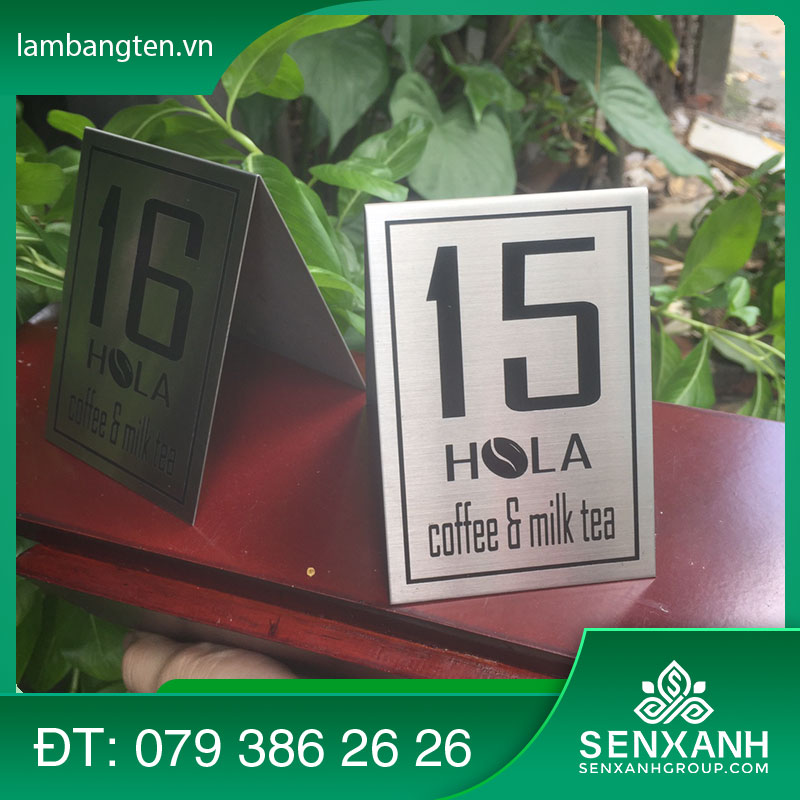 lambangten.vn
16
HOLA
coffee & milk tea
15
HOLA
coffee & milk tea
ĐT: 079 386 26 26
SENXANH
SENXANHGROUP.COM